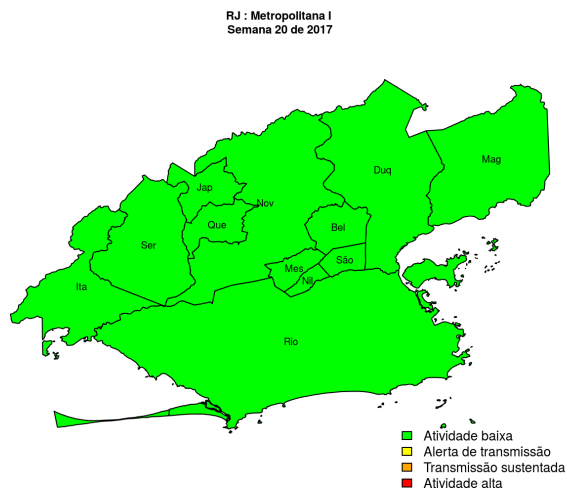 RJ : Metropolitana I
Semana 20 de 2017
Mag
Duq
Jap
Nov
Que
Bel
Ser
São
Mes
Nil
Ita
Rio
Atividade baixa
Alerta de transmissão
Transmissão sustentada
Atividade alta